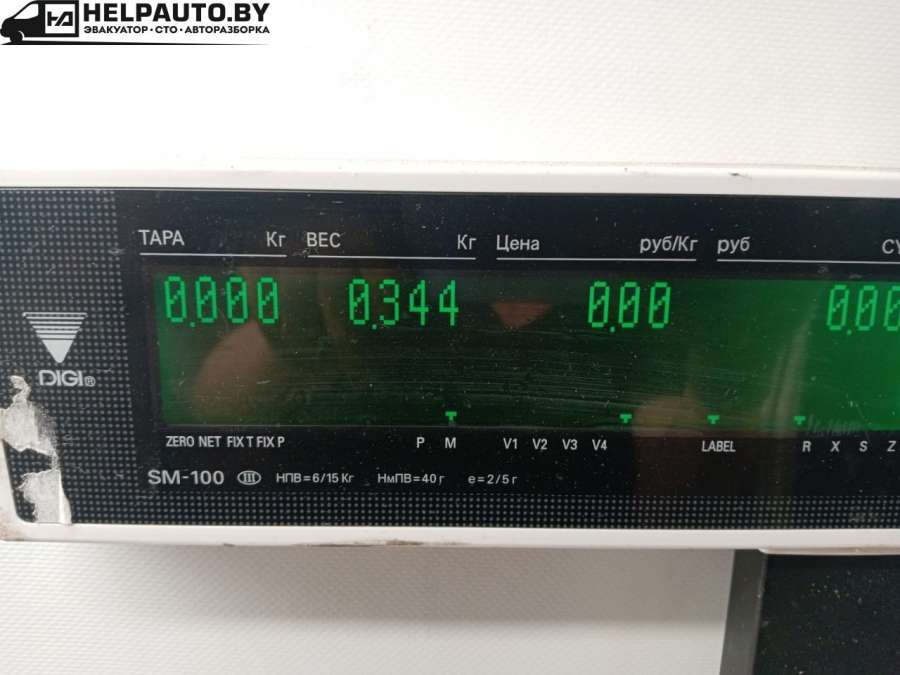 HELPAUTO.BY
ЭВАКУАТОР•СТО•АВТОРАЗБОРКА
ТАРА Кг ВЕС Кг Цена руб/Кг руб
0.000 0.344 0.00 0.00
DIGI®
ZERO NET FIX T FIX P P M V1 V2 V3 V4 LABEL R X S Z
SM-100 III НПВ=6/15 Кг НмПВ=40 г е=2/5 г